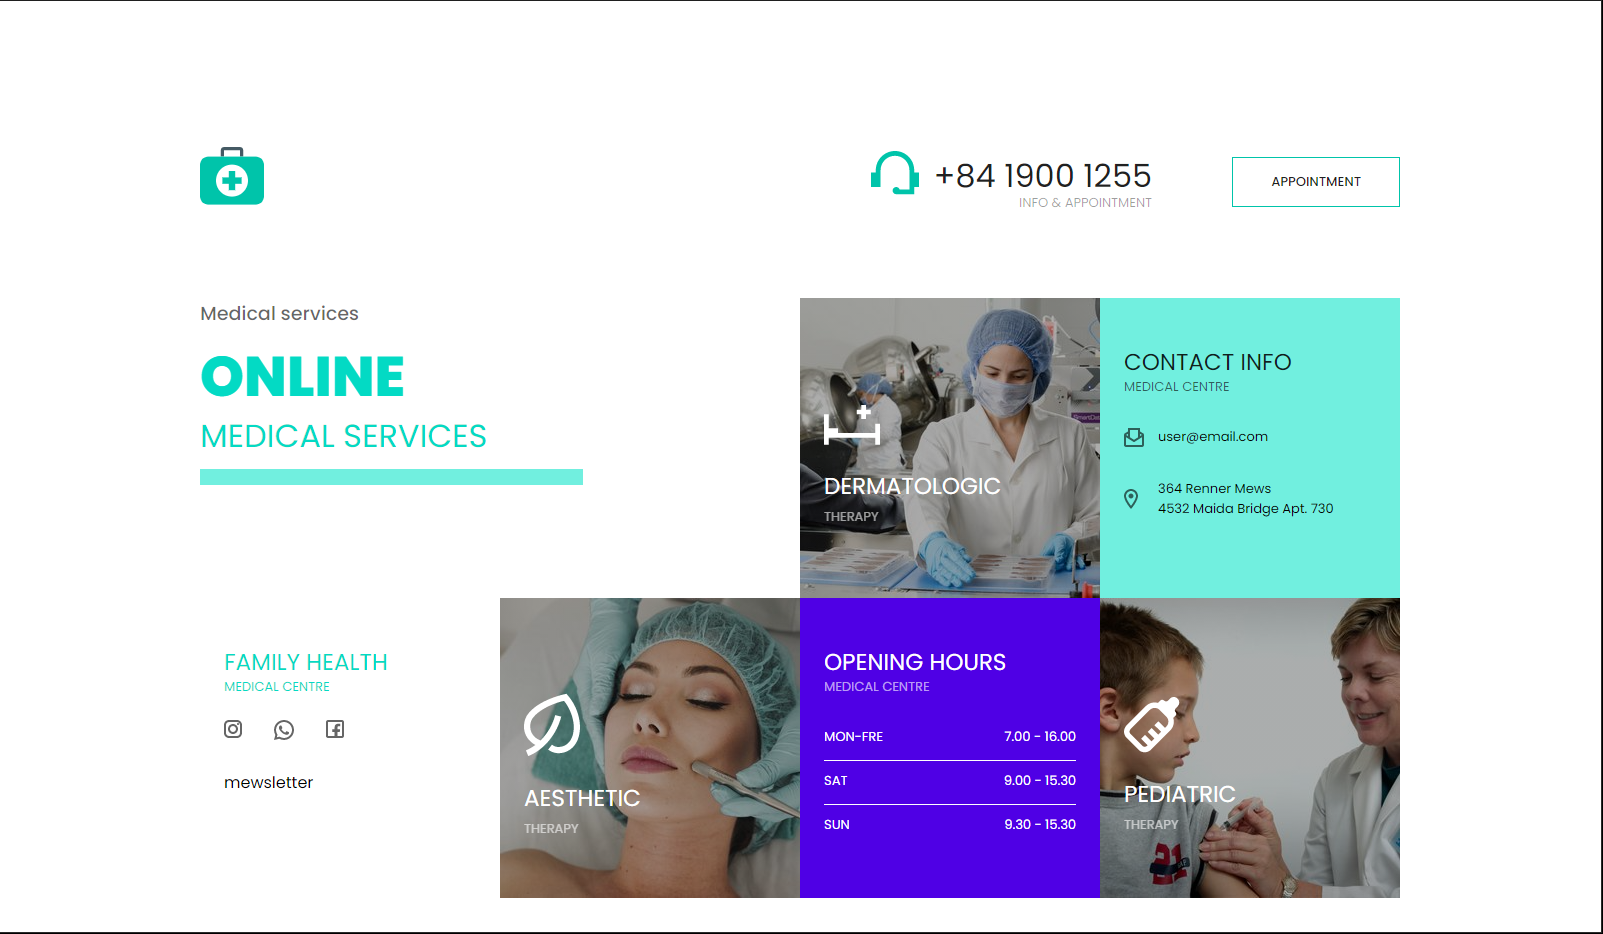 +84 1900 1255
INFO & APPOINTMENT
APPOINTMENT
Medical services
ONLINE
MEDICAL SERVICES
DERMATOLOGIC
THERAPY
CONTACT INFO
MEDICAL CENTRE
user@email.com
364 Renner Mews
4532 Maida Bridge Apt. 730
FAMILY HEALTH
MEDICAL CENTRE
mewsletter
AESTHETIC
THERAPY
OPENING HOURS
MEDICAL CENTRE
MON-FRE 7.00 - 16.00
SAT 9.00 - 15.30
SUN 9.30 - 15.30
PEDIATRIC
THERAPY
21